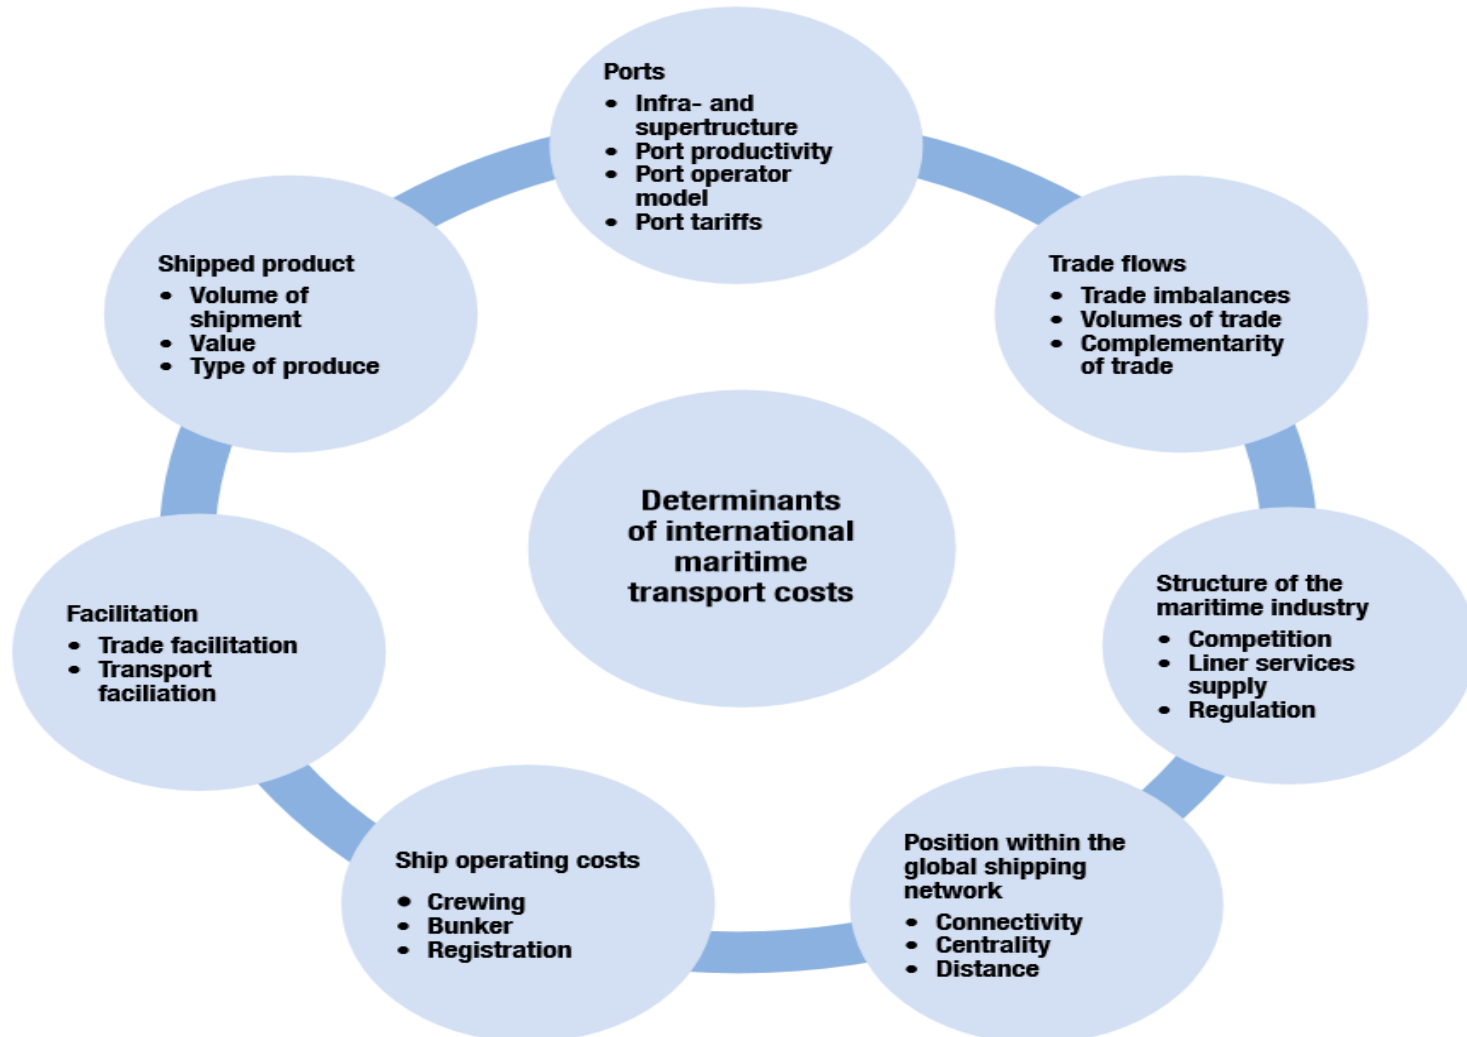 Ports
• Infra- and
supertructure
• Port productivity
• Port operator
model
• Port tariffs
Shipped product
• Volume of
shipment
• Value
• Type of produce
Trade flows
• Trade imbalances
• Volumes of trade
• Complementarity
of trade
Determinants
of international
maritime
transport costs
Facilitation
• Trade facilitation
• Transport
faciliation
Structure of the
maritime industry
• Competition
• Liner services
supply
• Regulation
Ship operating costs
• Crewing
• Bunker
• Registration
Position within the
global shipping
network
• Connectivity
• Centrality
• Distance